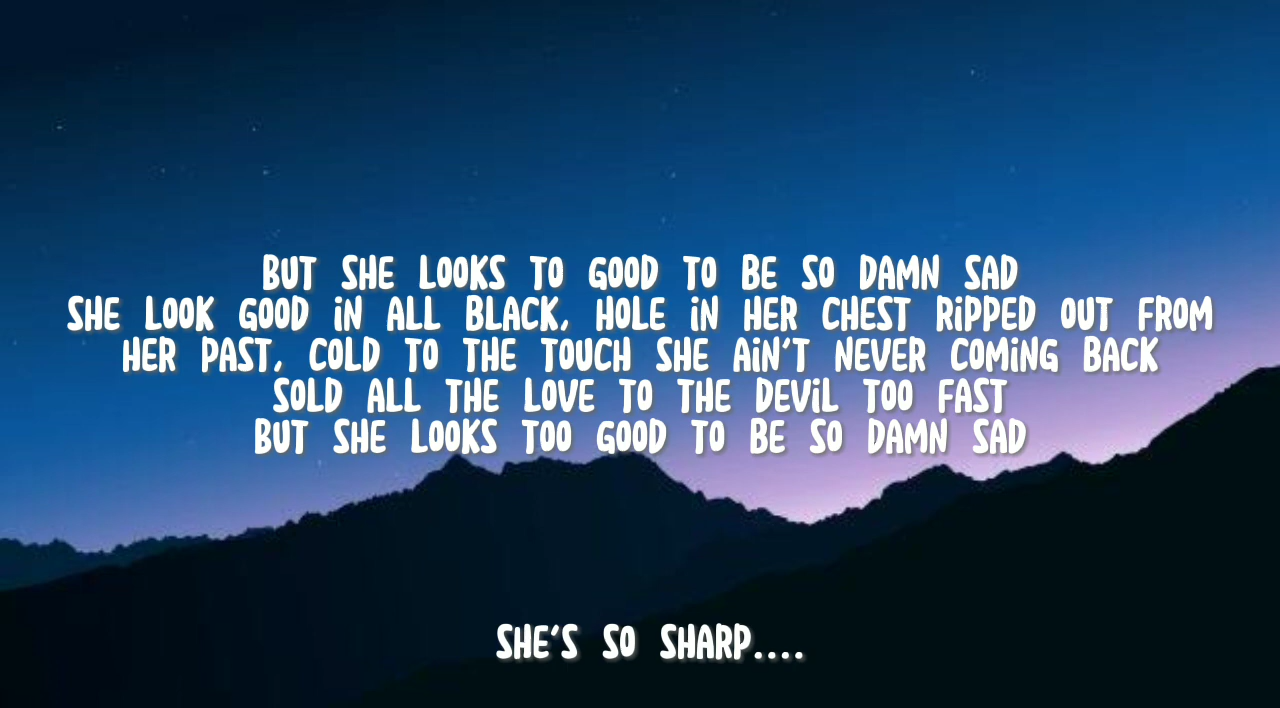 BUT SHE LOOKS TO GOOD TO BE SO DAMN SAD
SHE LOOK GOOD iN ALL BLACK, HOLE iN HER CHEST RiPPED OUT FROM
HER PAST, COLD TO THE TOUCH SHE AiN'T NEVER COMiNG BACK
SOLD ALL THE LOVE TO THE DEViL TOO FAST
BUT SHE LOOKS TOO GOOD TO BE SO DAMN SAD
SHE'S SO SHARP....